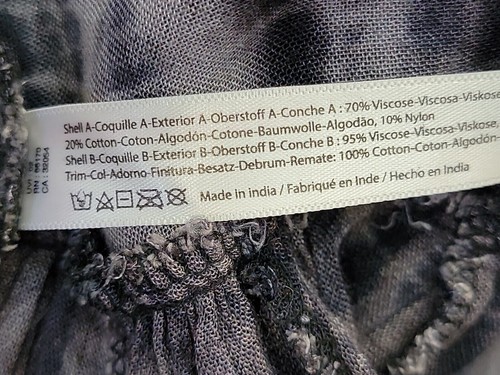 Shell A-Coquille A-Exterior A-Oberstoff A-Conche A : 70% Viscose-Viscosa-Viskose
20% Cotton-Coton-Algodón-Cotone-Baumwolle-Algodão, 10% Nylon
Shell B-Coquille B-Exterior B-Oberstoff B-Conche B : 95% Viscose-Viscosa-Viskose,
Trim-Col-Adorno-Finitura-Besatz-Debrum-Remate: 100% Cotton-Coton-Algodón-
Made in india / Fabriqué en Inde / Hecho en India
CA : 32054